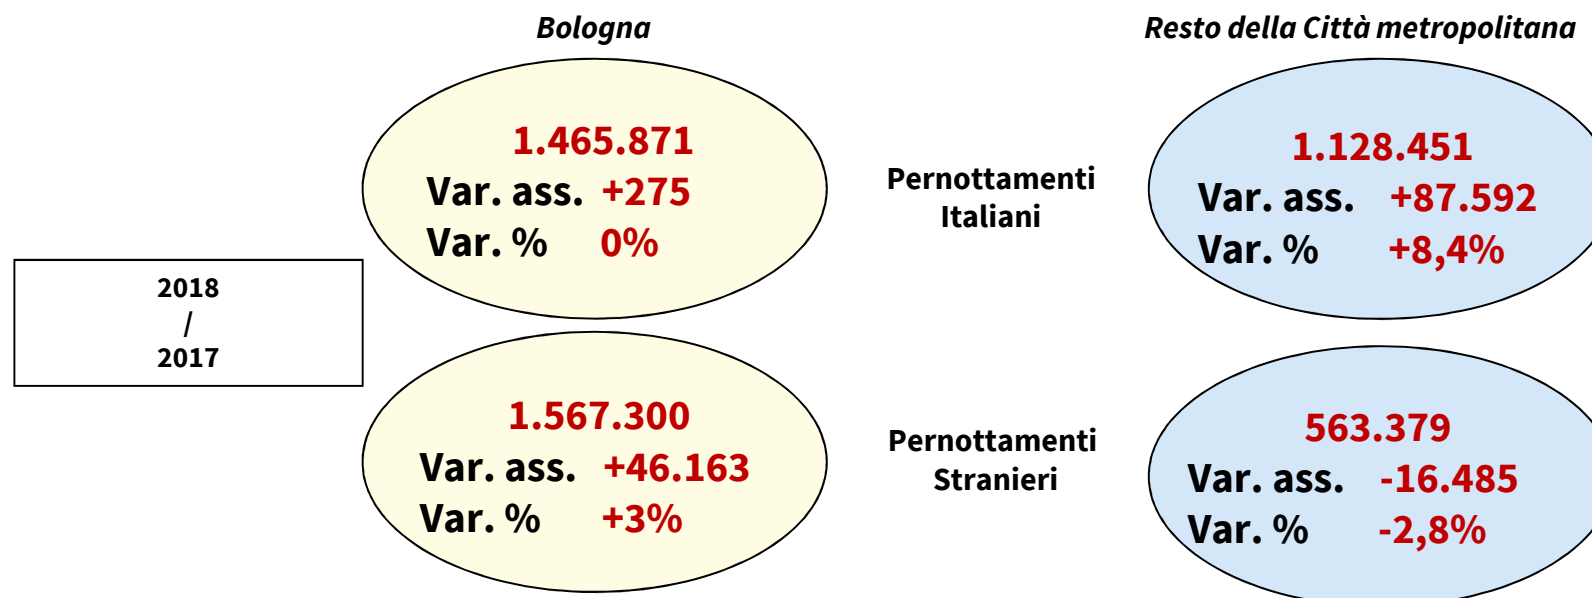 Bologna
Resto della Città metropolitana
1.465.871
Var. ass. +275
Var. % 0%
Pernottamenti
Italiani
1.128.451
Var. ass. +87.592
Var. % +8,4%
2018
/
2017
1.567.300
Var. ass. +46.163
Var. % +3%
Pernottamenti
Stranieri
563.379
Var. ass. -16.485
Var. % -2,8%